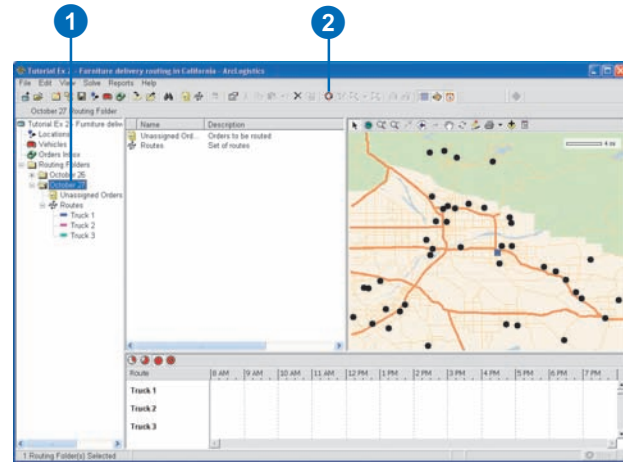 1
2
Tutorial Ex 2 - Furniture delivery routing in California - ArcLogistics
File Edit View Solve Reports Help
October 27 Routing Folder
Tutorial Ex 2 - Furniture deliv
Locations
Vehicles
Orders Inbox
Routing Folders
October 26
October 27
Unassigned Orders
Routes
Truck 1
Truck 2
Truck 3
Name Description
Unassigned Ord... Orders to be routed
Routes Set of routes
Route 8 AM 9 AM 10 AM 11 AM 12 PM 1 PM 2 PM 3 PM 4 PM 5 PM 6 PM 7 PM
Truck 1
Truck 2
Truck 3
1 Routing Folder(s) Selected